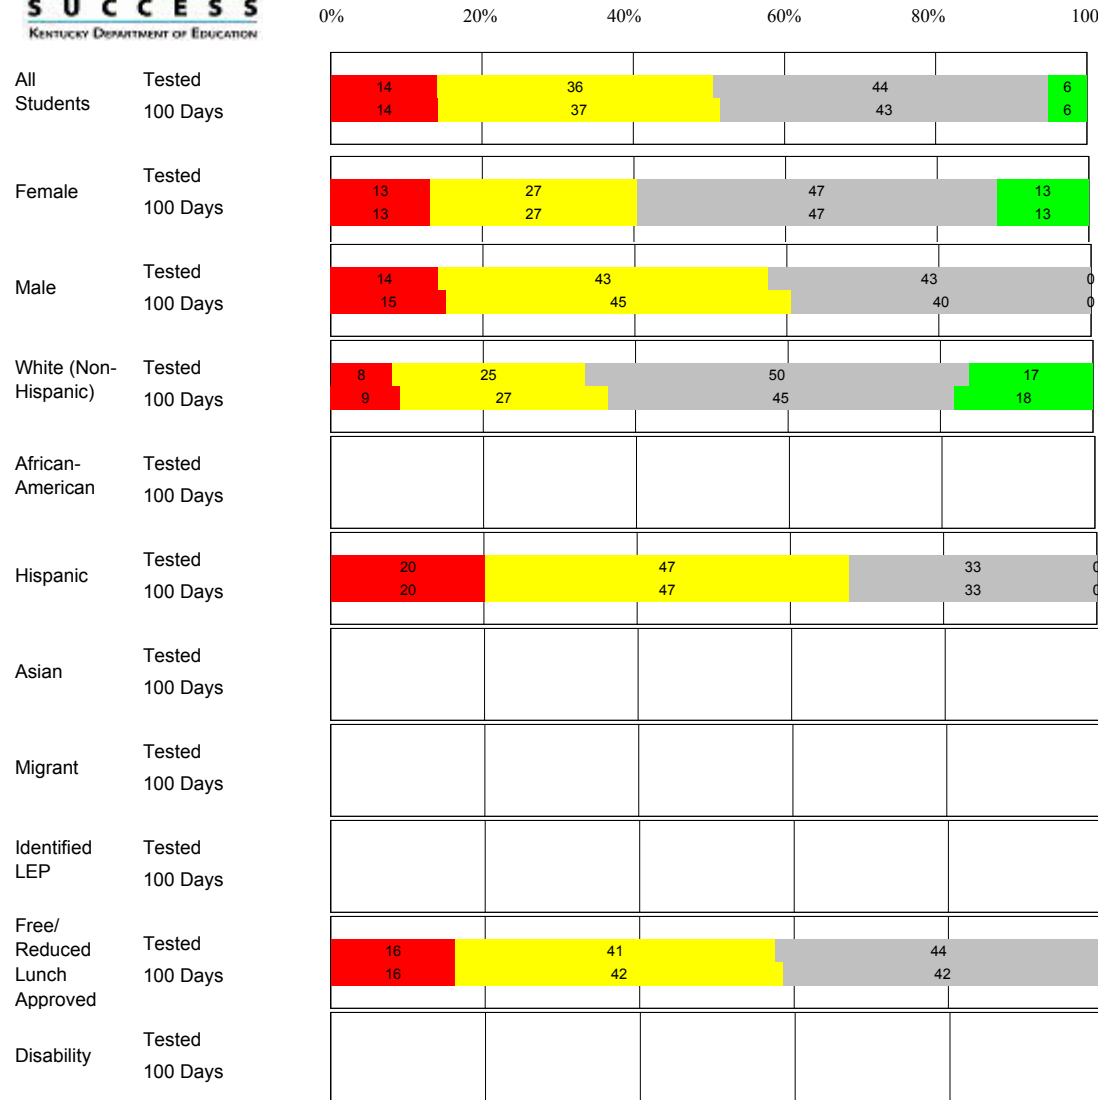 SUCCESS
KENTUCKY DEPARTMENT OF EDUCATION
0% 20% 40% 60% 80% 100
All Students Tested 14 36 44 6
100 Days 14 37 43 6
Female Tested 13 27 47 13
100 Days 13 27 47 13
Male Tested 14 43 43 0
100 Days 15 45 40 0
White (Non-Hispanic) Tested 8 25 50 17
100 Days 9 27 45 18
African-American Tested
100 Days
Hispanic Tested 20 47 33 0
100 Days 20 47 33 0
Asian Tested
100 Days
Migrant Tested
100 Days
Identified LEP Tested
100 Days
Free/
Reduced
Lunch
Approved
Tested 16 41 44
100 Days 16 42 42
Disability Tested
100 Days